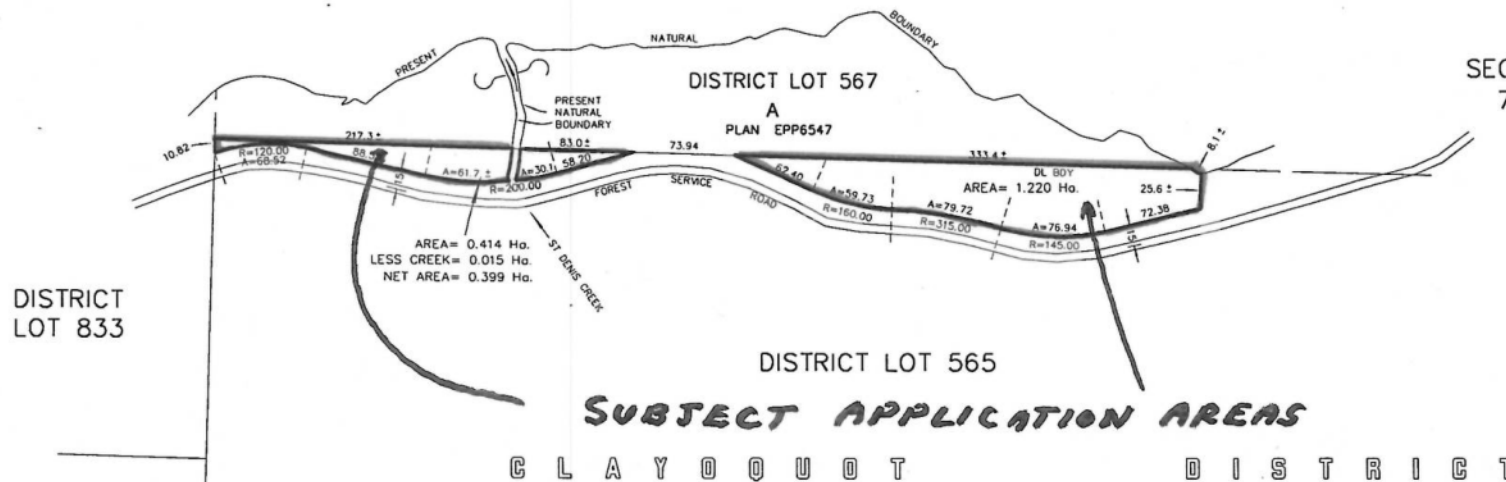 PRESENT
NATURAL
BOUNDARY
DISTRICT LOT 567
A
PLAN EPP6547
PRESENT
NATURAL
BOUNDARY
SEC
7
10.82
217.3 ±
83.0 ±
73.94
333.4 ±
8.1 ±
R=120.00
A=68.52
15
A=61.7 ±
A=30.1
58.20
R=200.00
FOREST SERVICE ROAD
62.40
A=59.73
R=160.00
DL BDY
AREA= 1.220 Ha.
25.6 ±
A=79.72
R=315.00
A=76.94
R=145.00
72.38
15
AREA= 0.414 Ha.
LESS CREEK= 0.015 Ha.
NET AREA= 0.399 Ha.
ST DENIS CREEK
DISTRICT
LOT 833
DISTRICT LOT 565
SUBJECT APPLICATION AREAS
CLAYOQUOT DISTRICT